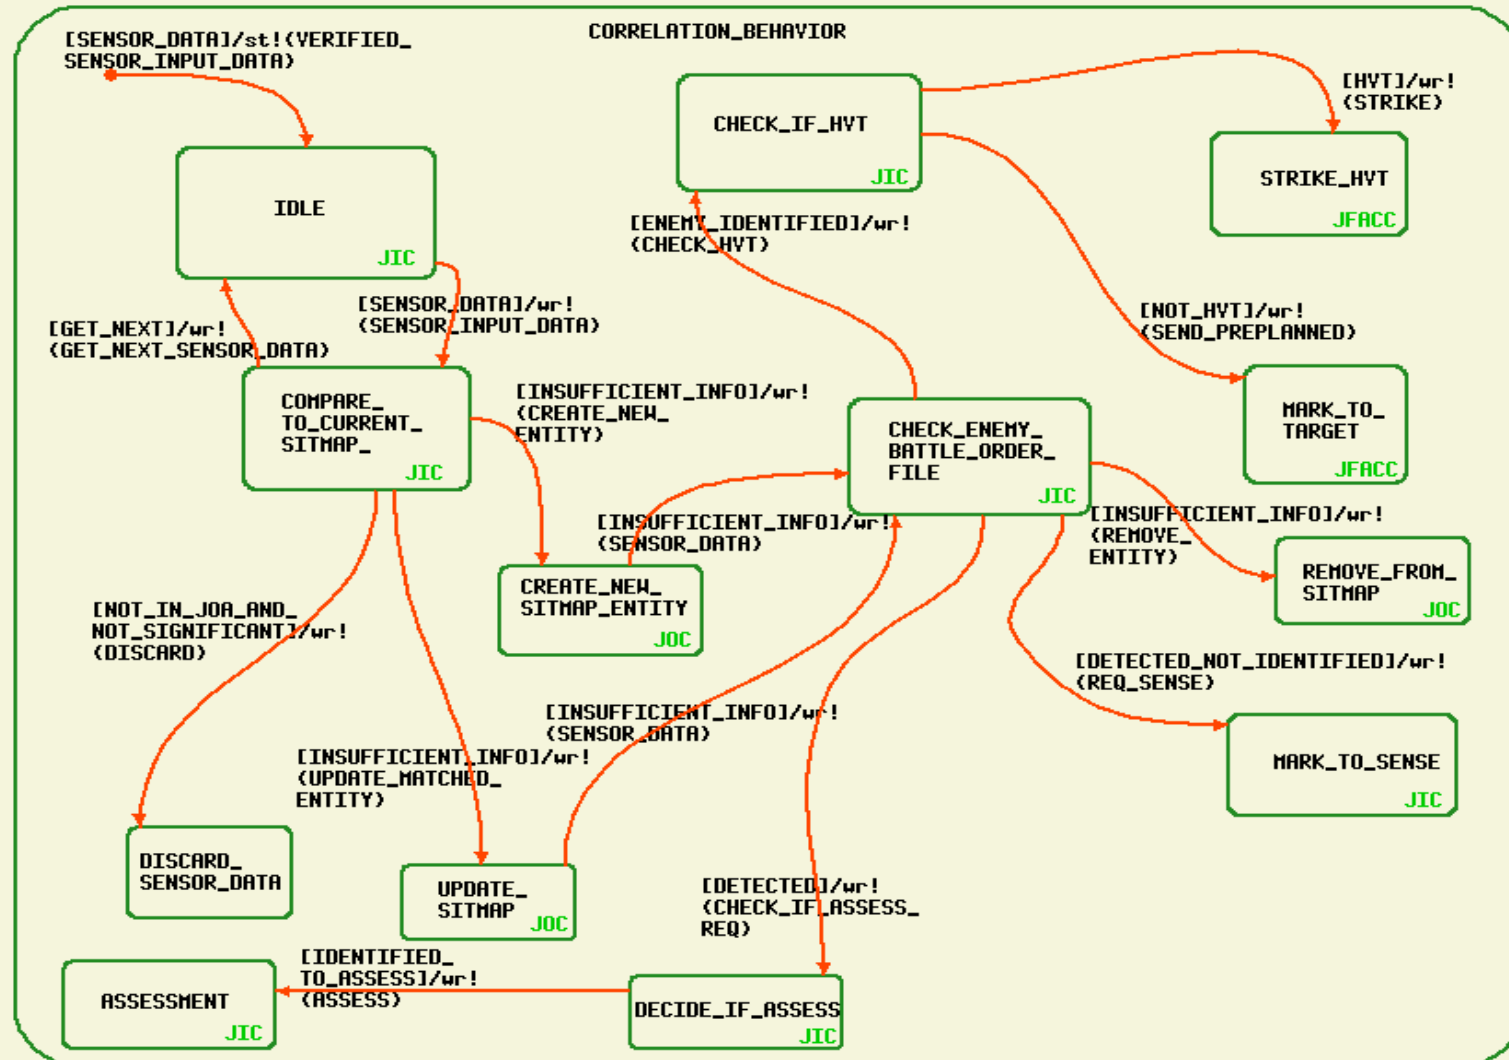 CORRELATION_BEHAVIOR
[SENSOR_DATA]/st!(VERIFIED_
SENSOR_INPUT_DATA)
IDLE
JIC
[SENSOR_DATA]/wr!
(SENSOR_INPUT_DATA)
[GET_NEXT]/wr!
(GET_NEXT_SENSOR_DATA)
COMPARE_
TO_CURRENT_
SITMAP_
JIC
[INSUFFICIENT_INFO]/wr!
(CREATE_NEW_
ENTITY)
CREATE_NEW_
SITMAP_ENTITY
JOC
[INSUFFICIENT_INFO]/wr!
(SENSOR_DATA)
[NOT_IN_JOA_AND_
NOT_SIGNIFICANT]/wr!
(DISCARD)
DISCARD_
SENSOR_DATA
[INSUFFICIENT_INFO]/wr!
(UPDATE_MATCHED_
ENTITY)
UPDATE_
SITMAP
JOC
[INSUFFICIENT_INFO]/wr!
(SENSOR_DATA)
CHECK_IF_HVT
JIC
[ENEMY_IDENTIFIED]/wr!
(CHECK_HVT)
[HVT]/wr!
(STRIKE)
STRIKE_HVT
JFACC
[NOT_HVT]/wr!
(SEND_PREPLANNED)
MARK_TO_
TARGET
JFACC
CHECK_ENEMY_
BATTLE_ORDER_
FILE
JIC
[INSUFFICIENT_INFO]/wr!
(REMOVE_
ENTITY)
REMOVE_FROM_
SITMAP
JOC
[DETECTED_NOT_IDENTIFIED]/wr!
(REQ_SENSE)
MARK_TO_SENSE
JIC
[DETECTED]/wr!
(CHECK_IF_ASSESS_
REQ)
DECIDE_IF_ASSESS
JIC
[IDENTIFIED_
TO_ASSESS]/wr!
(ASSESS)
ASSESSMENT
JIC